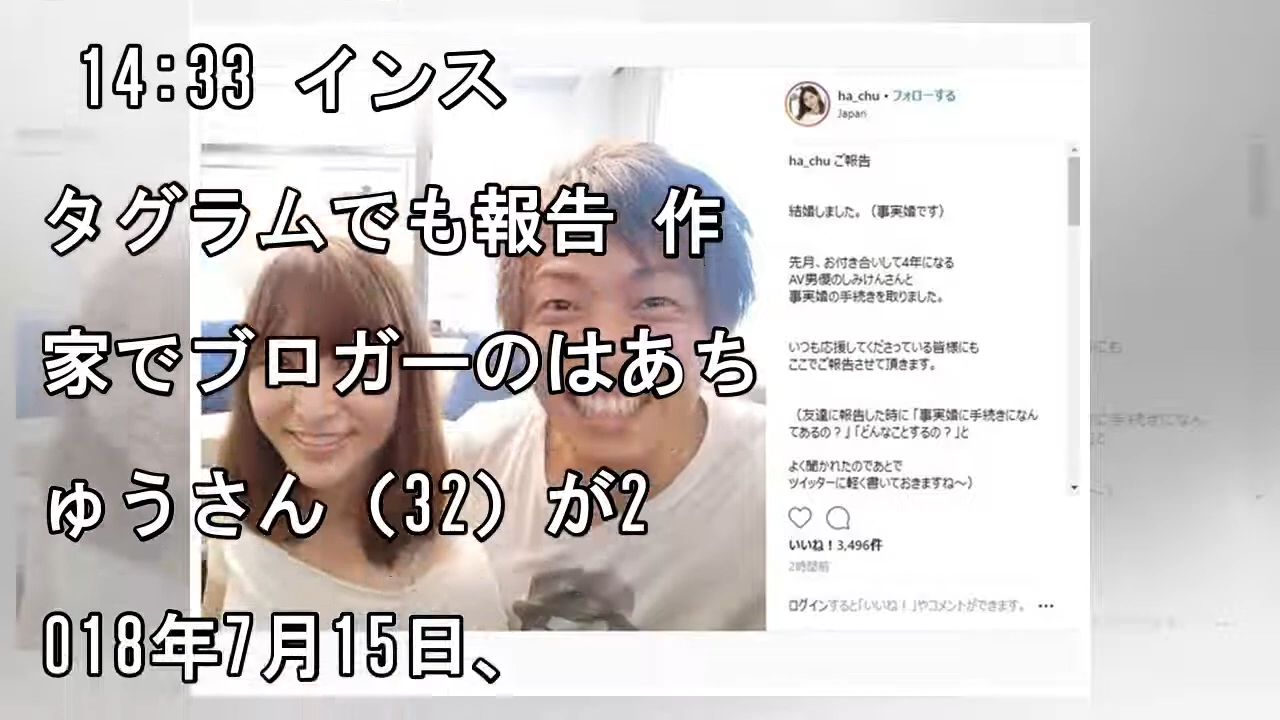 14:33 インス
タグラムでも報告 作
家でブロガーのはあち
ゅうさん（32）が2
018年7月15日、
ha_chu・フォローする
Japan
ha_chu ご報告
結婚しました。（事実婚です）
先月、お付き合いして4年になる
AV男優のしみけんさんと
事実婚の手続きを取りました。
いつも応援してくださっている皆様にも
ここでご報告させて頂きます。
（友達に報告した時に「事実婚に手続きになん
てあるの？」「どんなことするの？」と
よく聞かれたのであとで
ツイッターに軽く書いておきますね〜）
いいね！3,496件
2時間前
ログインすると「いいね！」やコメントができます。